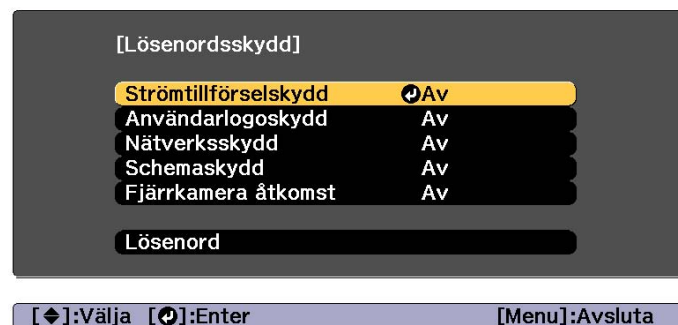 [Lösenordsskydd]
Strömtillförselskydd Av
Användarlogoskydd Av
Nätverksskydd Av
Schemaskydd Av
Fjärrkamera åtkomst Av
Lösenord
[◆]:Välja [↵]:Enter [Menu]:Avsluta